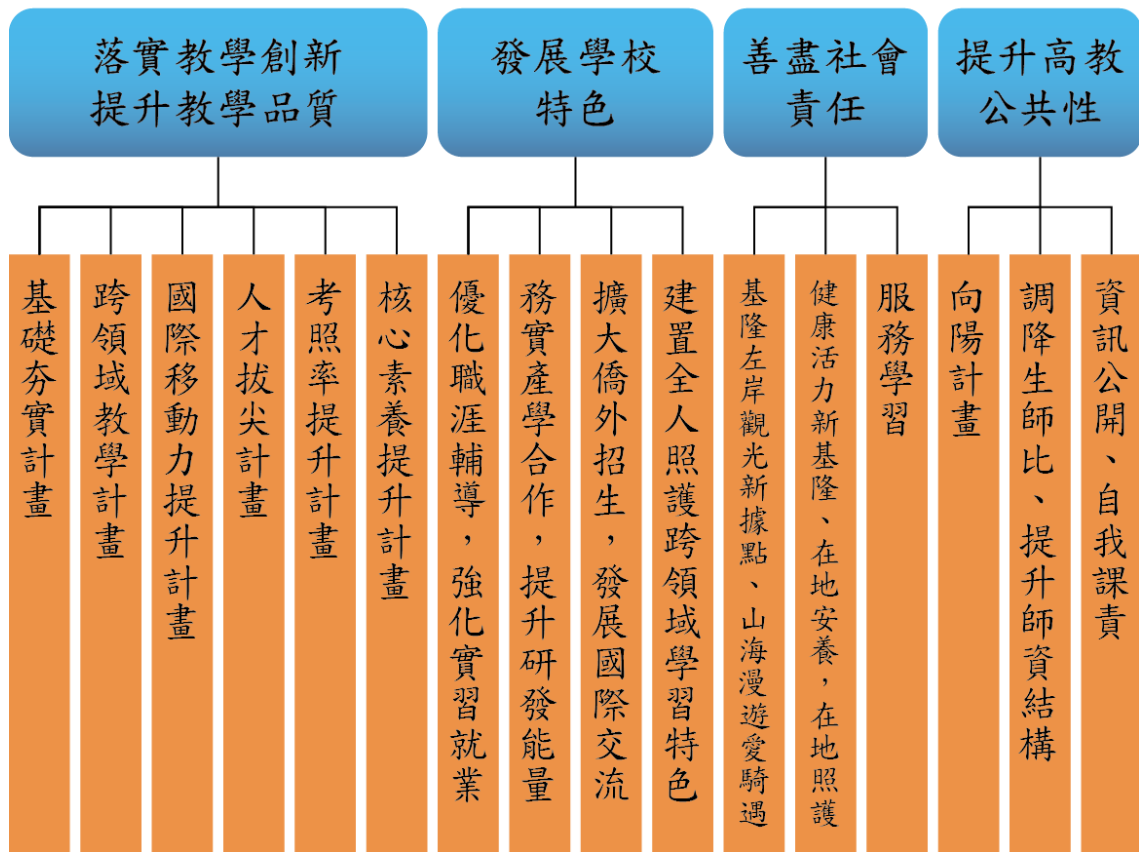 落實教學創新
提升教學品質
發展學校
特色
善盡社會
責任
提升高教
公共性
基礎夯實計畫
跨領域教學計畫
國際移動力提升計畫
人才拔尖計畫
考照率提升計畫
核心素養提升計畫
優化職涯輔導，強化實習就業
務實產學合作，提升研發能量
擴大僑外招生，發展國際交流
建置全人照護跨領域學習特色
基隆左岸觀光新據點、山海漫遊愛騎遇
健康活力新基隆、在地安養，在地照護
服務學習
向陽計畫
調降生師比、提升師資結構
資訊公開、自我課責